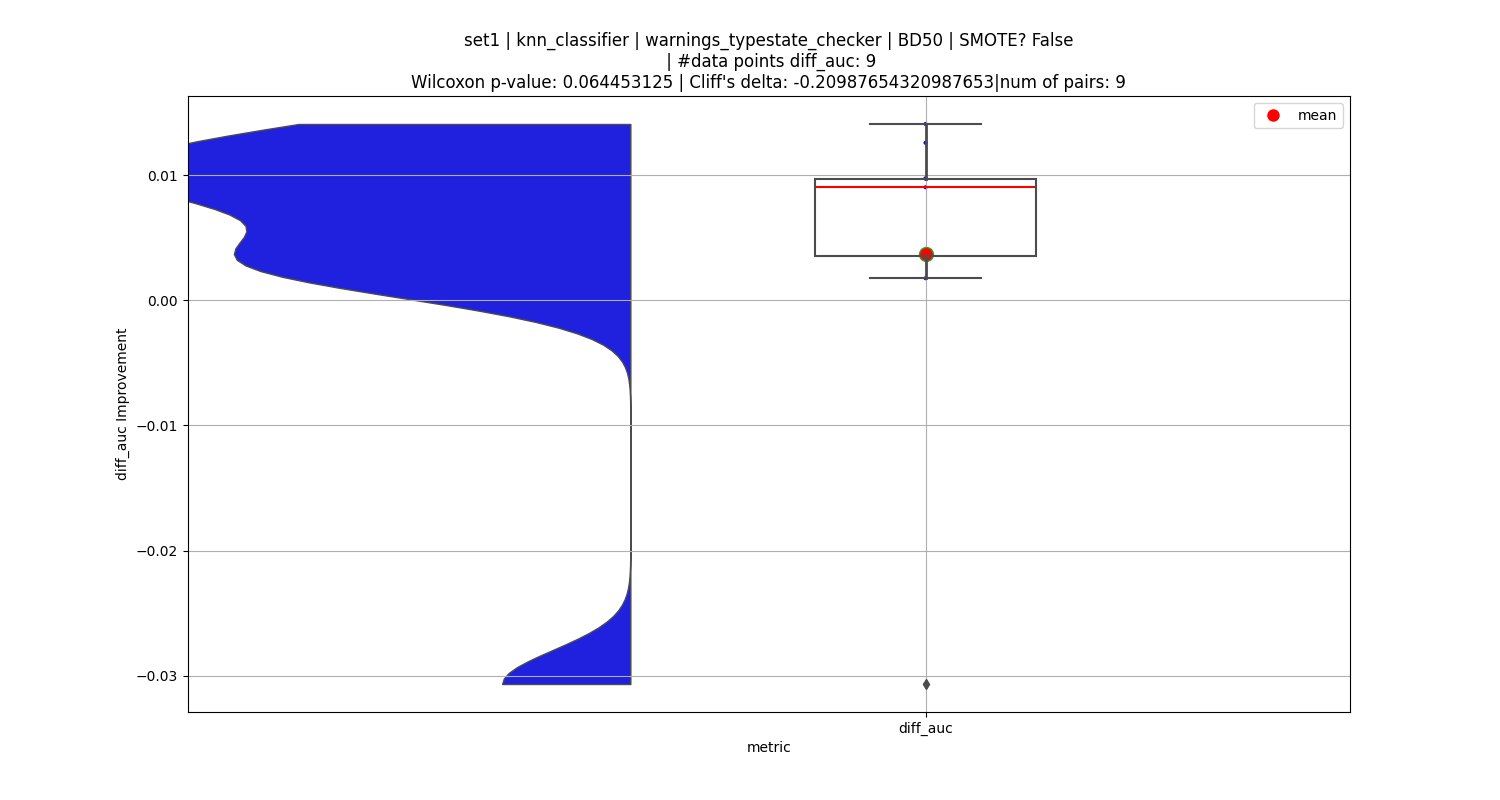 set1 | knn_classifier | warnings_typestate_checker | BD50 | SMOTE? False
| #data points diff_auc: 9
Wilcoxon p-value: 0.064453125 | Cliff's delta: -0.20987654320987653|num of pairs: 9
mean
0.01
0.00
−0.01
−0.02
−0.03
diff_auc Improvement
diff_auc
metric